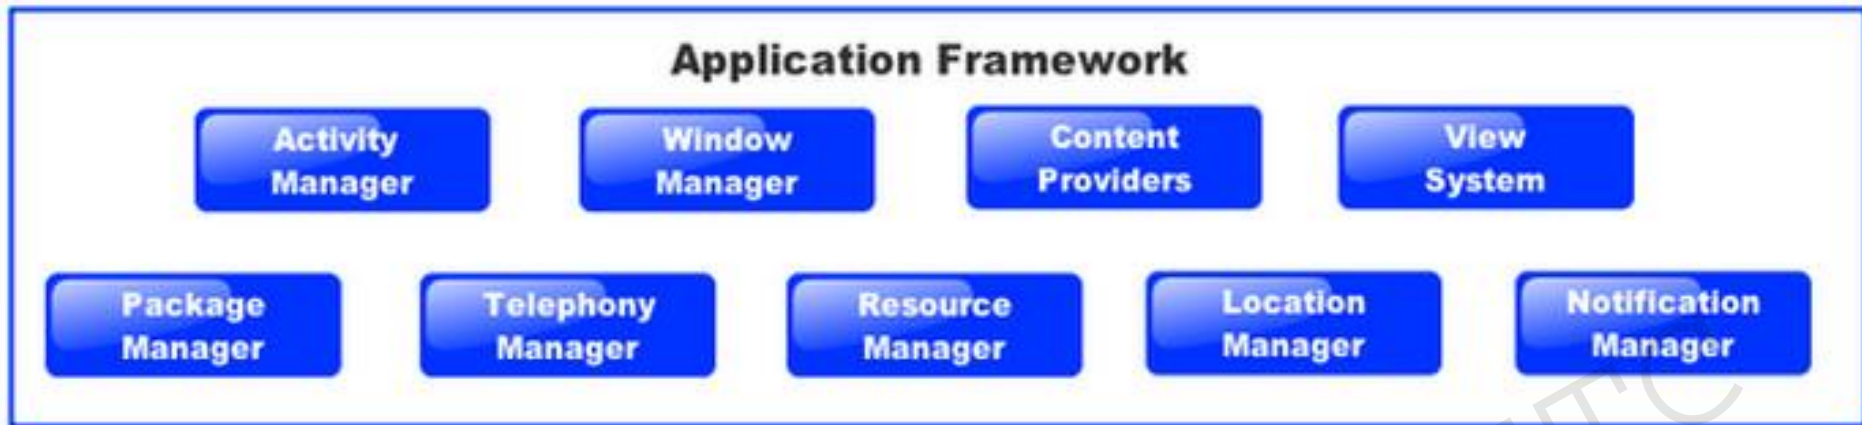 Application Framework
Activity
Manager
Window
Manager
Content
Providers
View
System
Package
Manager
Telephony
Manager
Resource
Manager
Location
Manager
Notification
Manager